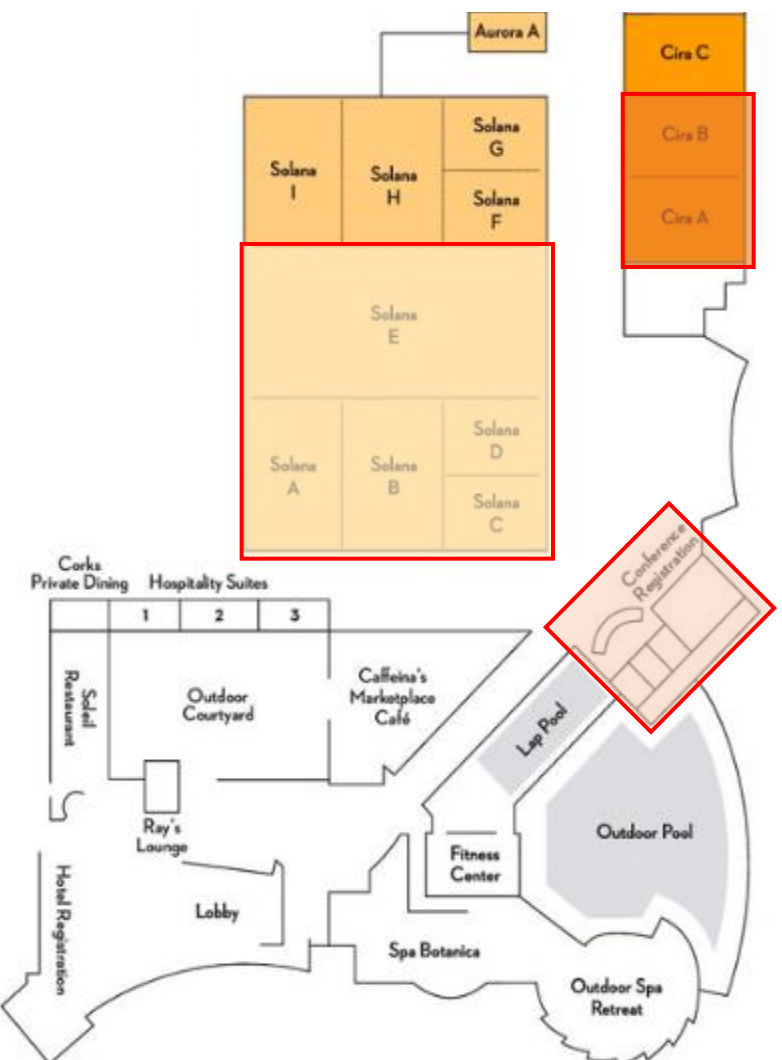 Aurora A
Cira C
Cira B
Cira A
Solana
I
Solana
H
Solana
G
Solana
F
Solana
E
Solana
A
Solana
B
Solana
D
Solana
C
Conference
Registration
Corks
Private Dining
Hospitality Suites
1
2
3
Soleil
Restaurant
Outdoor
Courtyard
Caffeina's
Marketplace
Café
Lap Pool
Ray's
Lounge
Outdoor Pool
Fitness
Center
Hotel Registration
Lobby
Spa Botanica
Outdoor Spa
Retreat